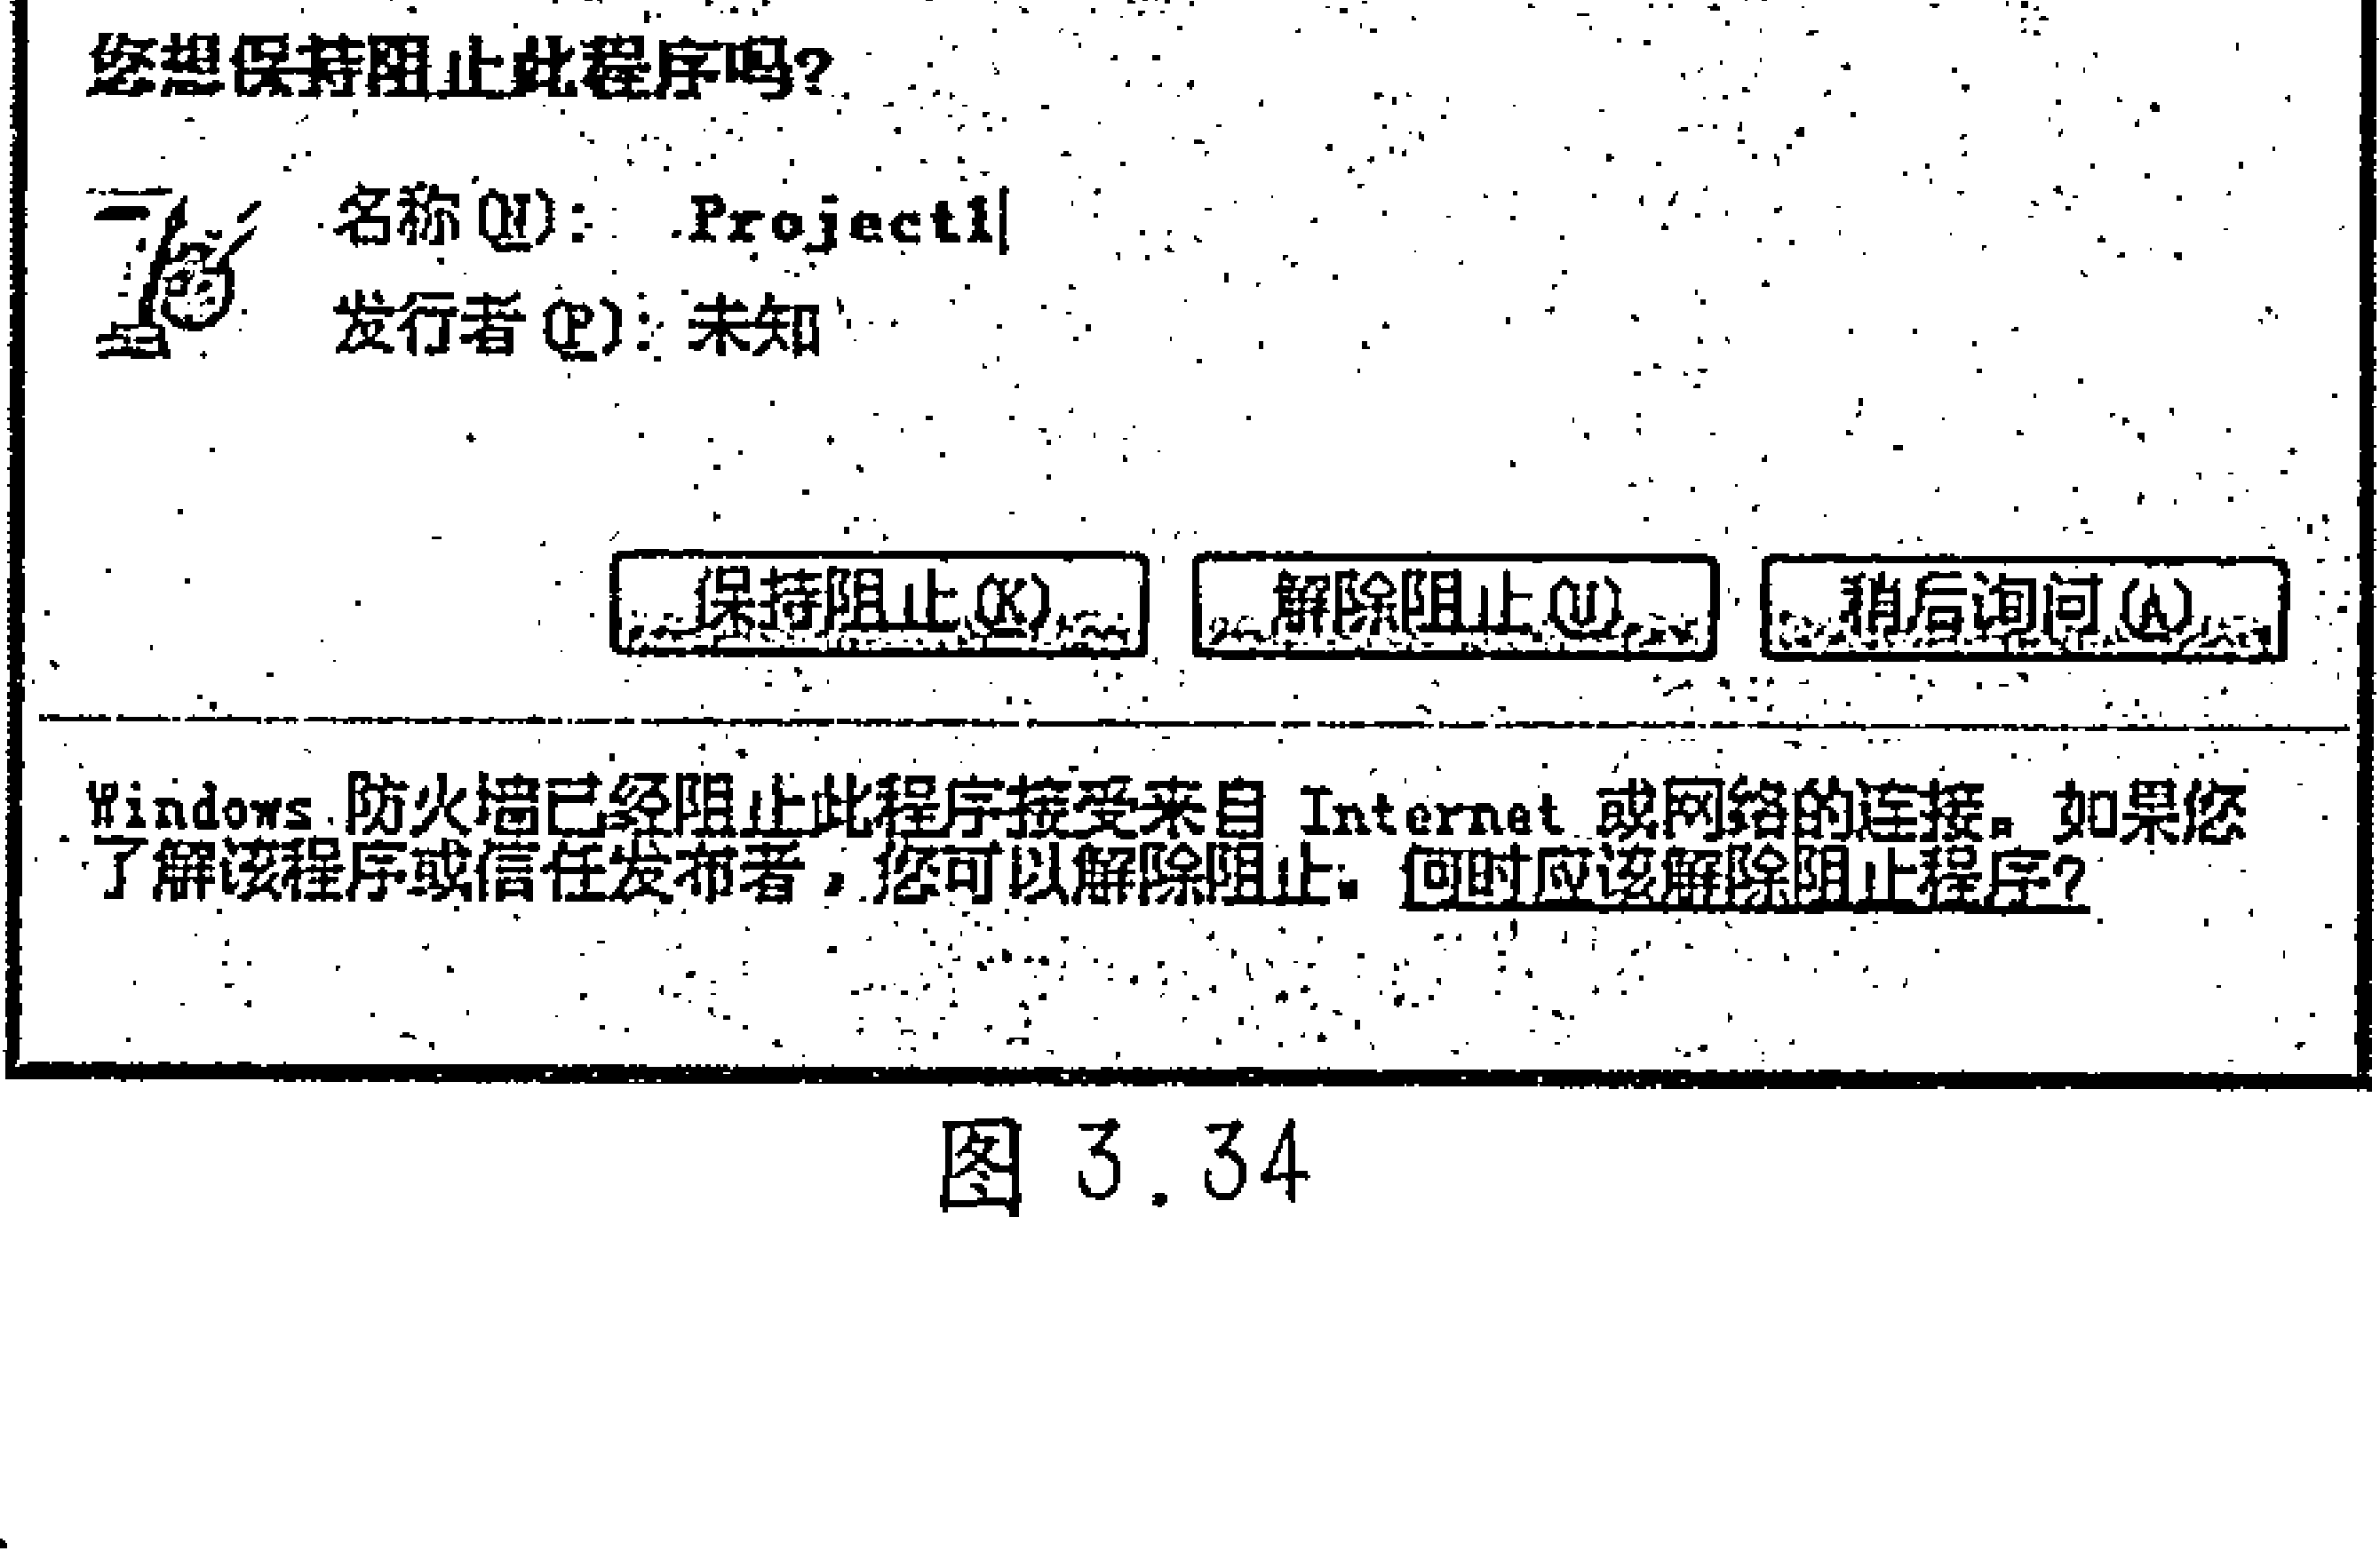 您想保持阻止此程序吗?
名称(N): Project1
发行者(P): 未知
保持阻止(K) 解除阻止(U) 稍后询问(A)
Windows 防火墙已经阻止此程序接受来自 Internet 或网络的连接。如果您
了解该程序或信任发布者,您可以解除阻止。何时应该解除阻止程序?
图 3.34